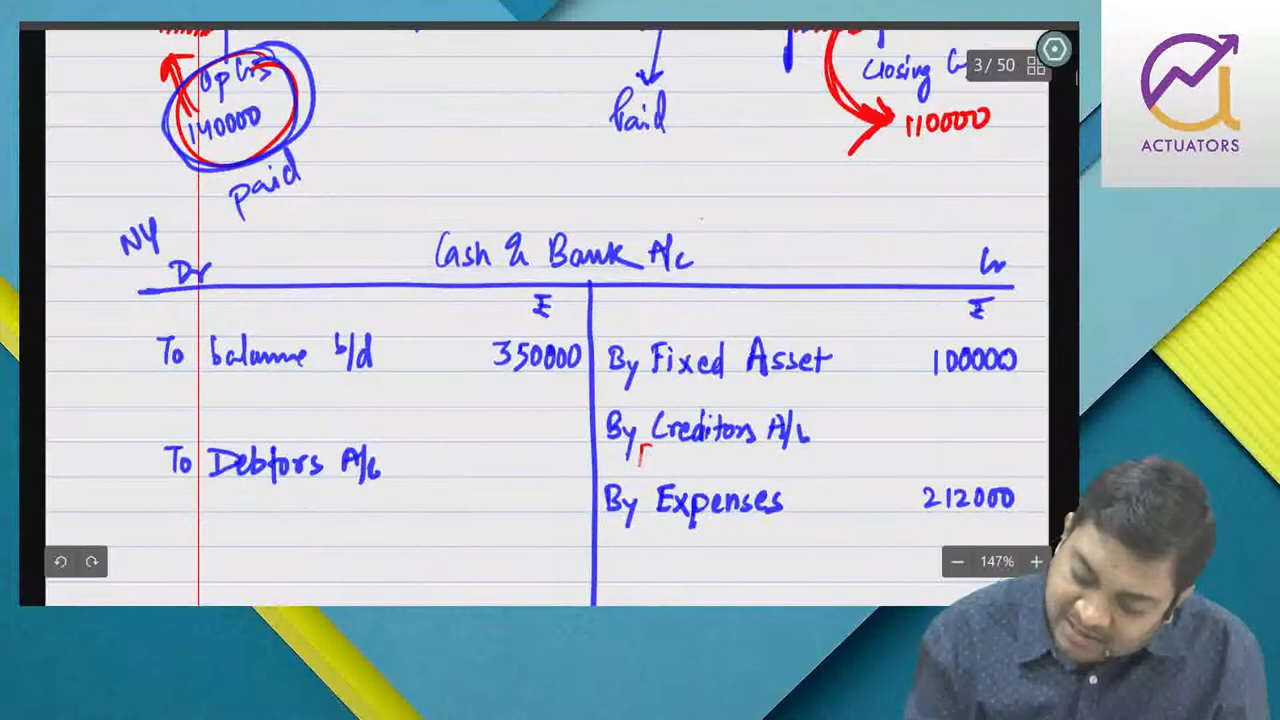 Op Crs
140000
paid
Paid
Closing Cr
110000
3 / 50
ACTUATORS
NY
Dr
Cash & Bank A/c
Cr
₹
₹
To balance b/d
350000
By Fixed Asset
100000
By Creditors A/c
To Debtors A/c
By Expenses
212000
147%